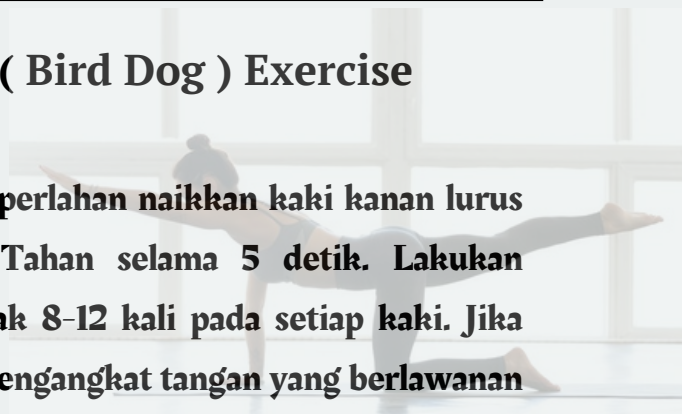 ( Bird Dog ) Exercise
perlahan naikkan kaki kanan lurus
Tahan selama 5 detik. Lakukan
ak 8-12 kali pada setiap kaki. Jika
engangkat tangan yang berlawanan